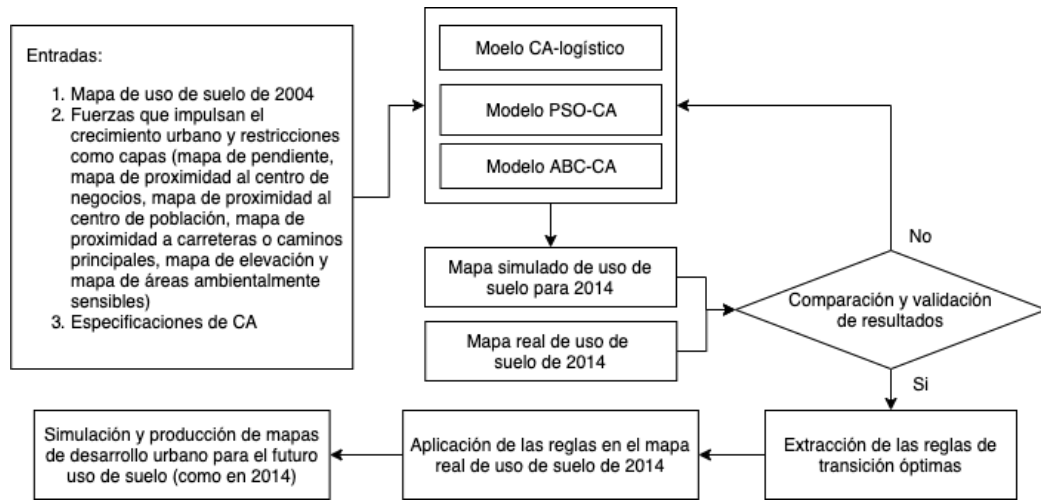 Entradas:
1. Mapa de uso de suelo de 2004
2. Fuerzas que impulsan el
crecimiento urbano y restricciones
como capas (mapa de pendiente,
mapa de proximidad al centro de
negocios, mapa de proximidad al
centro de población, mapa de
proximidad a carreteras o caminos
principales, mapa de elevación y
mapa de áreas ambientalmente
sensibles)
3. Especificaciones de CA
Moelo CA-logístico
Modelo PSO-CA
Modelo ABC-CA
Mapa simulado de uso de
suelo para 2014
Mapa real de uso de
suelo de 2014
No
Comparación y validación
de resultados
Si
Extracción de las reglas de
transición óptimas
Aplicación de las reglas en el mapa
real de uso de suelo de 2014
Simulación y producción de mapas
de desarrollo urbano para el futuro
uso de suelo (como en 2014)